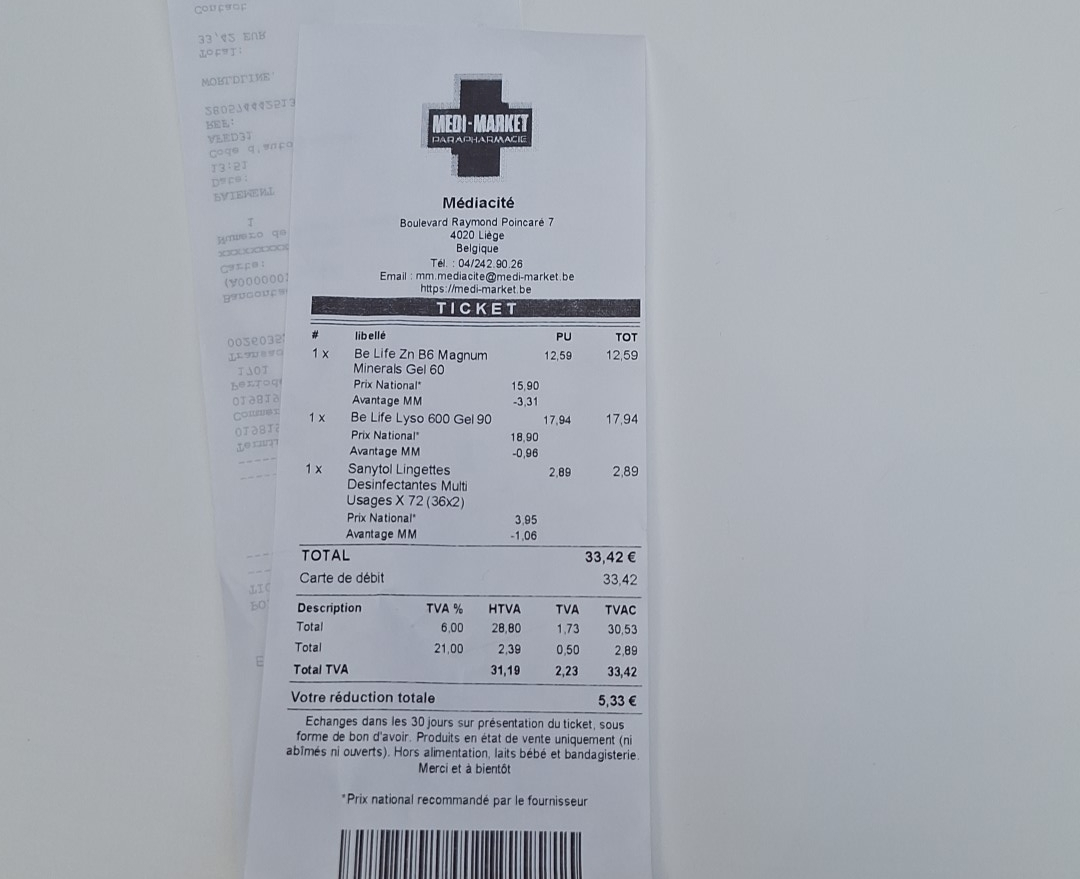 MEDI-MARKET
PARAPHARMACIE
Médiacité
Boulevard Raymond Poincaré 7
4020 Liège
Belgique
Tél. : 04/242.90.26
Email : mm.mediacite@medi-market.be
https://medi-market.be
TICKET
# libellé PU TOT
1 x Be Life Zn B6 Magnum 12,59 12,59
Minerals Gel 60
Prix National* 15,90
Avantage MM -3,31
1 x Be Life Lyso 600 Gel 90 17,94 17,94
Prix National* 18,90
Avantage MM -0,96
1 x Sanytol Lingettes 2,89 2,89
Desinfectantes Multi
Usages X 72 (36x2)
Prix National* 3,95
Avantage MM -1,06
TOTAL 33,42 €
Carte de débit 33,42
Description TVA % HTVA TVA TVAC
Total 6,00 28,80 1,73 30,53
Total 21,00 2,39 0,50 2,89
Total TVA 31,19 2,23 33,42
Votre réduction totale 5,33 €
Echanges dans les 30 jours sur présentation du ticket, sous
forme de bon d'avoir. Produits en état de vente uniquement (ni
abîmés ni ouverts). Hors alimentation, laits bébé et bandagisterie.
Merci et à bientôt
*Prix national recommandé par le fournisseur